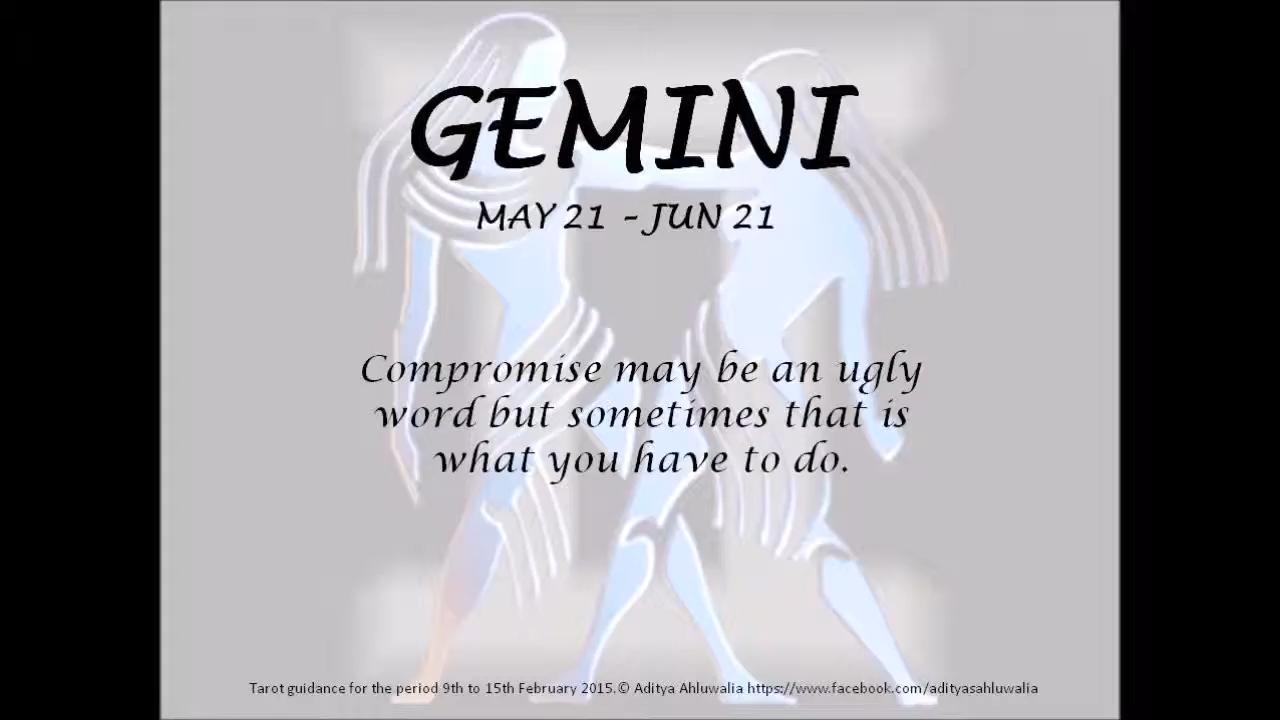 GEMINI
MAY 21 - JUN 21
Compromise may be an ugly
word but sometimes that is
what you have to do.
Tarot guidance for the period 9th to 15th February 2015.© Aditya Ahluwalia https://www.facebook.com/adityasahluwalia